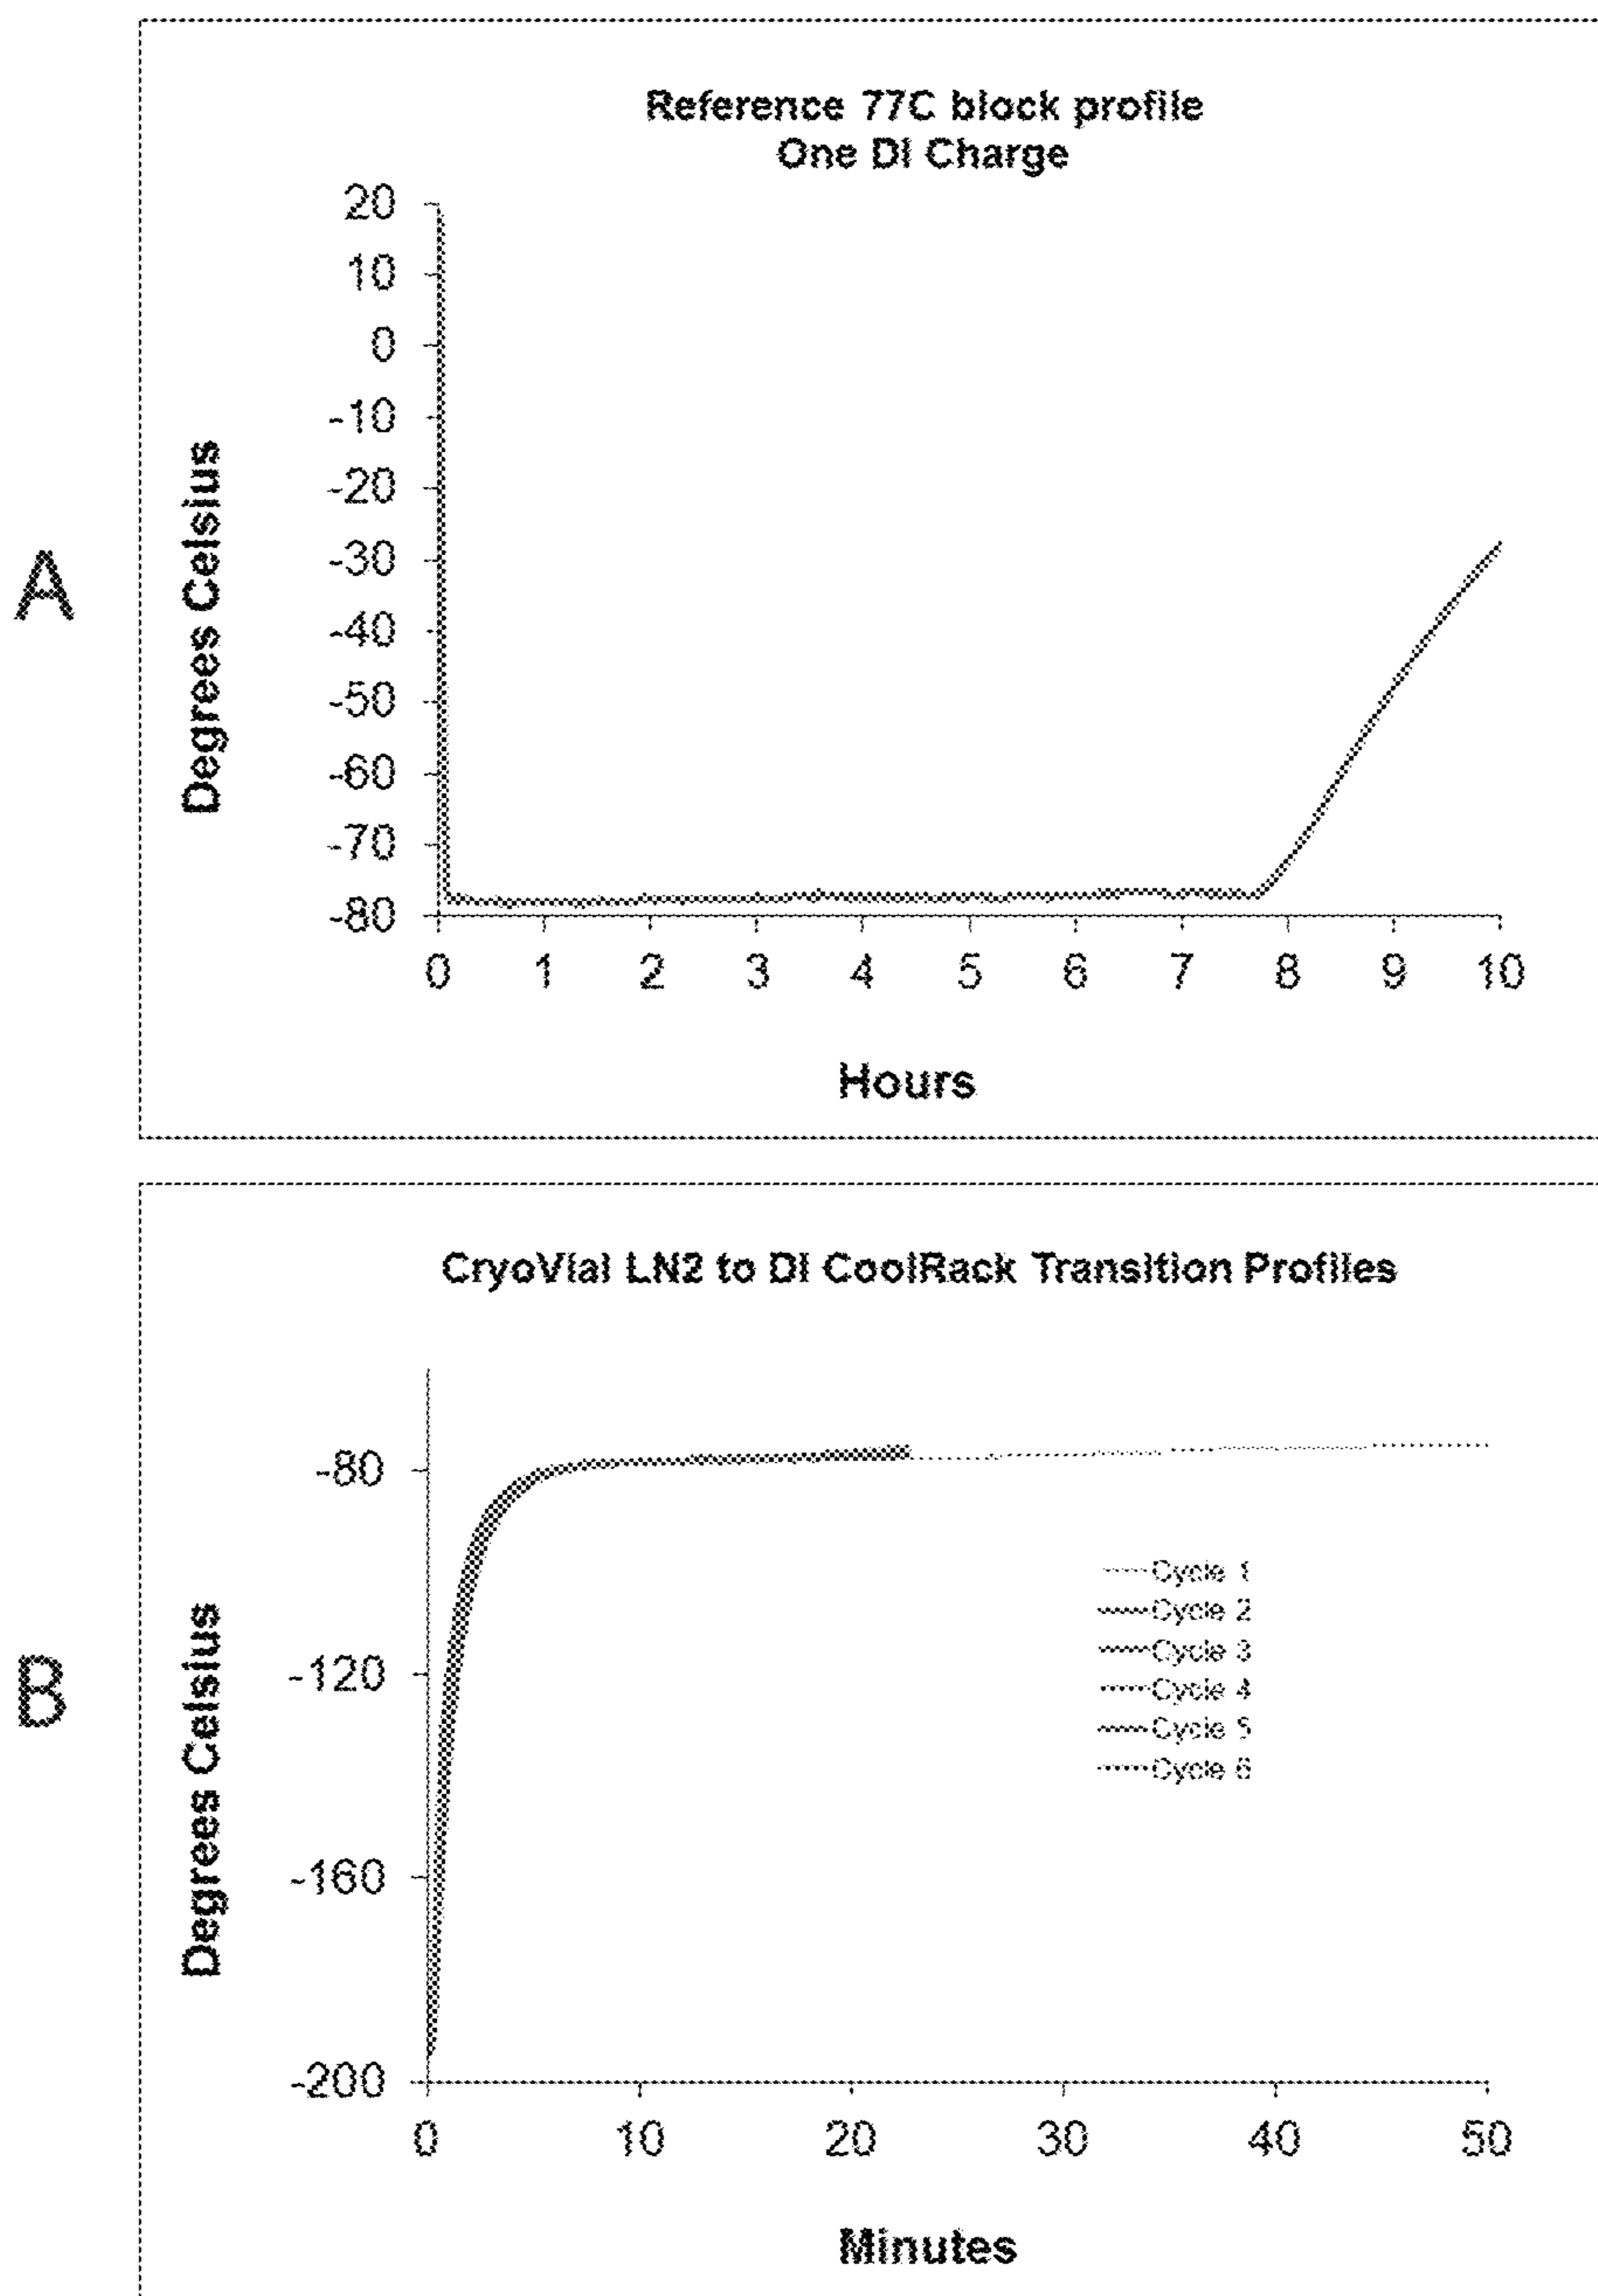 A
Reference 77C block profile
One DI Charge
Degrees Celsius
20
10
0
-10
-20
-30
-40
-50
-60
-70
-80
0 1 2 3 4 5 6 7 8 9 10
Hours
B
CryoVial LN2 to DI CoolRack Transition Profiles
Degrees Celsius
-80
-120
-160
-200
Cycle 1
Cycle 2
Cycle 3
Cycle 4
Cycle 5
Cycle 6
0 10 20 30 40 50
Minutes